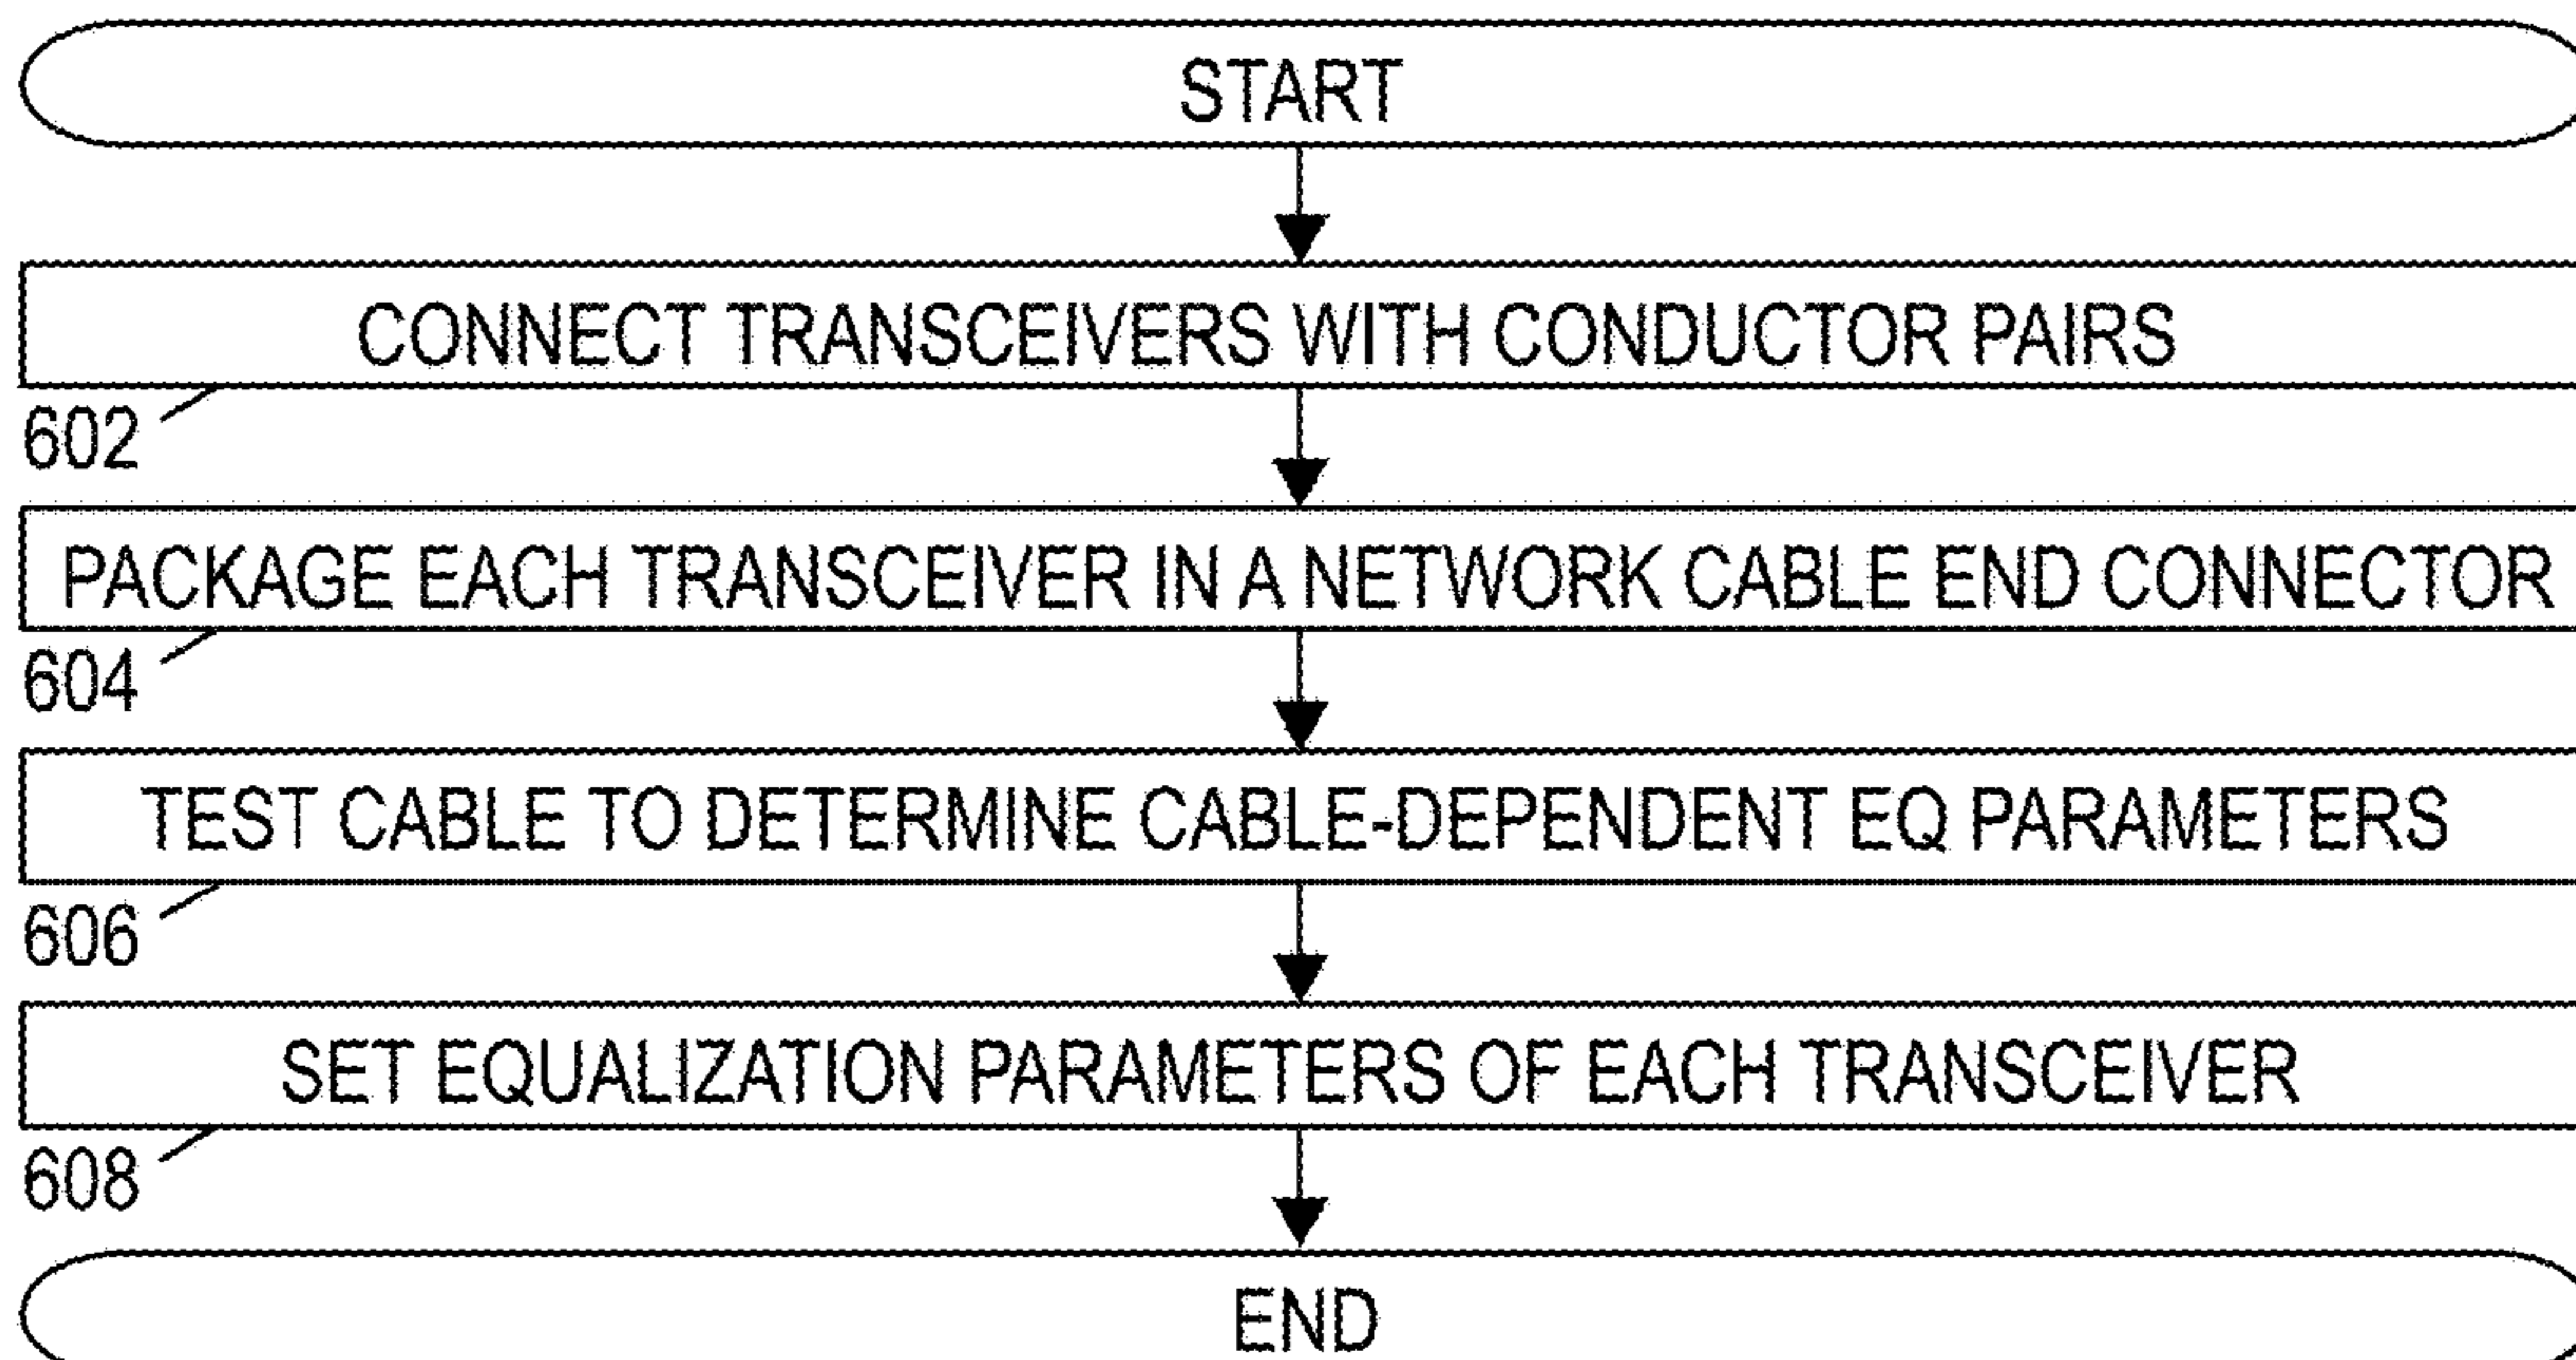 START
CONNECT TRANSCEIVERS WITH CONDUCTOR PAIRS
602
PACKAGE EACH TRANSCEIVER IN A NETWORK CABLE END CONNECTOR
604
TEST CABLE TO DETERMINE CABLE-DEPENDENT EQ PARAMETERS
606
SET EQUALIZATION PARAMETERS OF EACH TRANSCEIVER
608
END